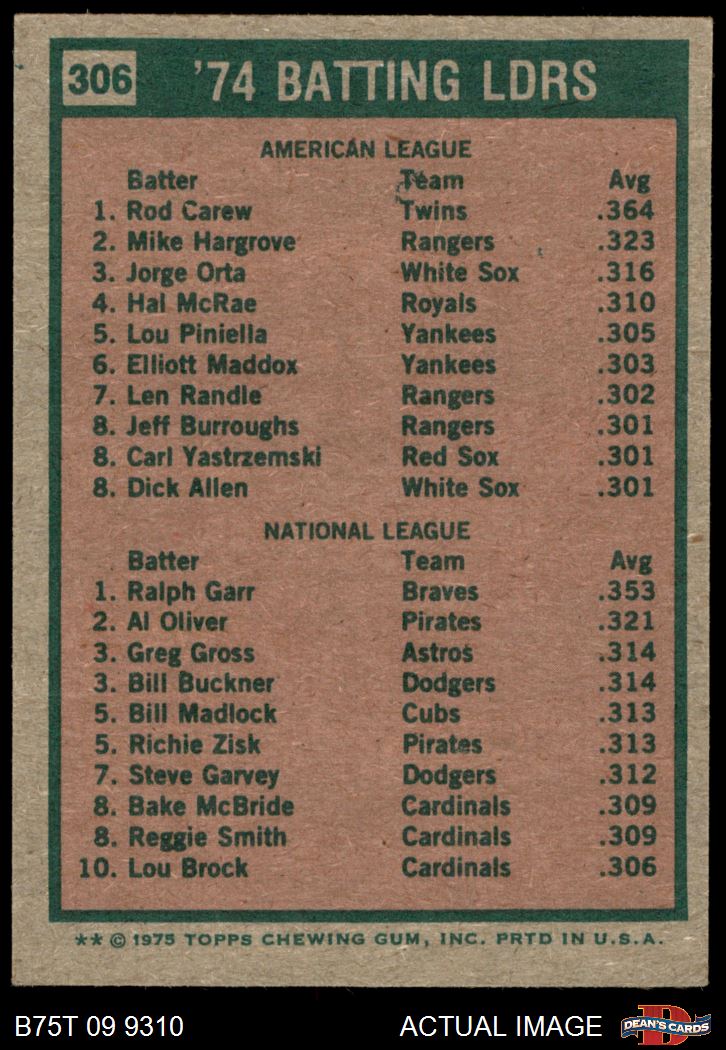 306 '74 BATTING LDRS
AMERICAN LEAGUE
Batter Team Avg
1. Rod Carew Twins .364
2. Mike Hargrove Rangers .323
3. Jorge Orta White Sox .316
4. Hal McRae Royals .310
5. Lou Piniella Yankees .305
6. Elliott Maddox Yankees .303
7. Len Randle Rangers .302
8. Jeff Burroughs Rangers .301
8. Carl Yastrzemski Red Sox .301
8. Dick Allen White Sox .301
NATIONAL LEAGUE
Batter Team Avg
1. Ralph Garr Braves .353
2. Al Oliver Pirates .321
3. Greg Gross Astros .314
3. Bill Buckner Dodgers .314
5. Bill Madlock Cubs .313
5. Richie Zisk Pirates .313
7. Steve Garvey Dodgers .312
8. Bake McBride Cardinals .309
8. Reggie Smith Cardinals .309
10. Lou Brock Cardinals .306
** © 1975 TOPPS CHEWING GUM, INC. PRTD IN U.S.A.
B75T 09 9310 ACTUAL IMAGE D DEAN'S CARDS